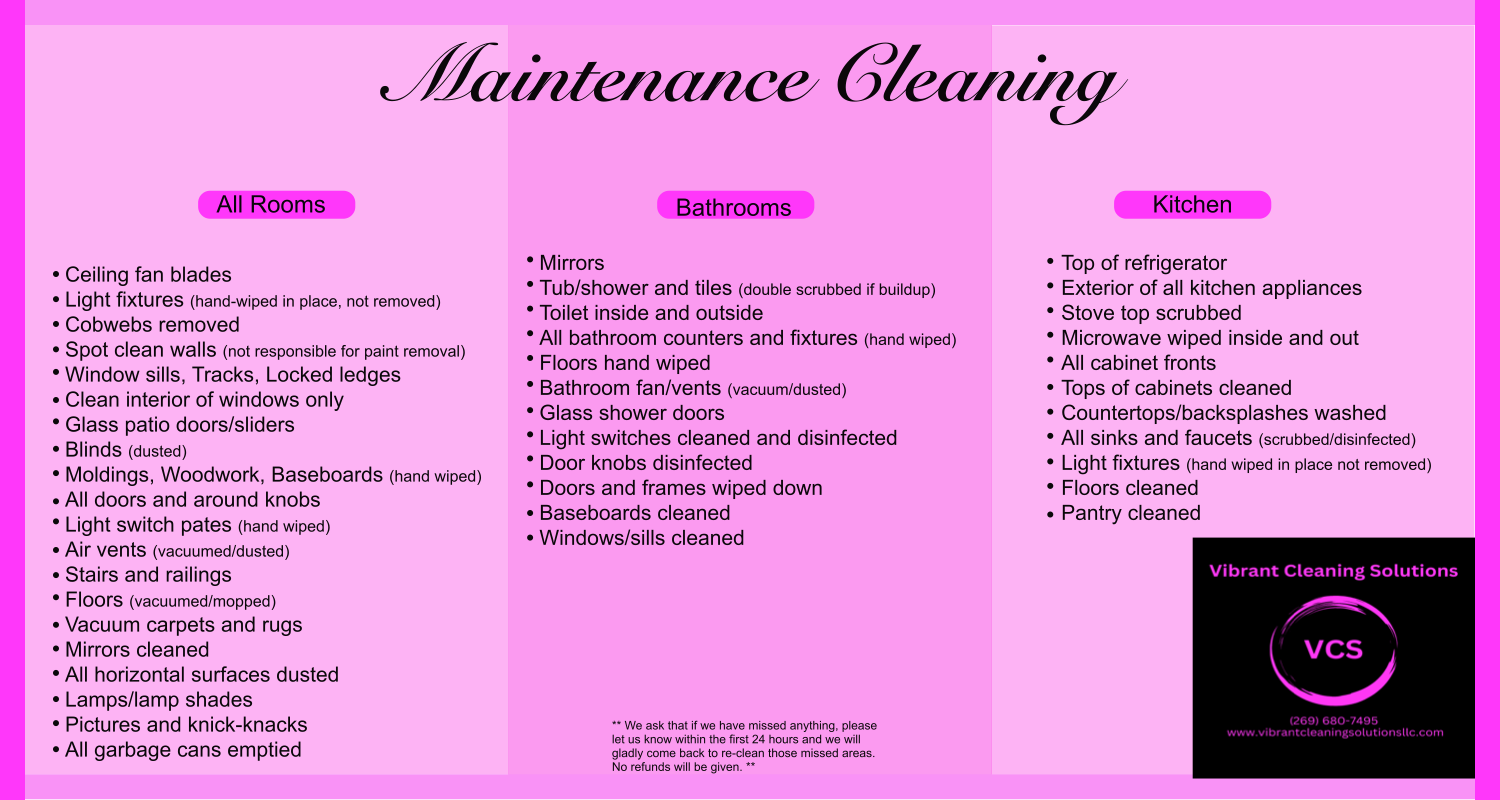 Maintenance Cleaning
All Rooms
• Ceiling fan blades
• Light fixtures (hand-wiped in place, not removed)
• Cobwebs removed
• Spot clean walls (not responsible for paint removal)
• Window sills, Tracks, Locked ledges
• Clean interior of windows only
• Glass patio doors/sliders
• Blinds (dusted)
• Moldings, Woodwork, Baseboards (hand wiped)
• All doors and around knobs
• Light switch pates (hand wiped)
• Air vents (vacuumed/dusted)
• Stairs and railings
• Floors (vacuumed/mopped)
• Vacuum carpets and rugs
• Mirrors cleaned
• All horizontal surfaces dusted
• Lamps/lamp shades
• Pictures and knick-knacks
• All garbage cans emptied
Bathrooms
• Mirrors
• Tub/shower and tiles (double scrubbed if buildup)
• Toilet inside and outside
• All bathroom counters and fixtures (hand wiped)
• Floors hand wiped
• Bathroom fan/vents (vacuum/dusted)
• Glass shower doors
• Light switches cleaned and disinfected
• Door knobs disinfected
• Doors and frames wiped down
• Baseboards cleaned
• Windows/sills cleaned
** We ask that if we have missed anything, please
let us know within the first 24 hours and we will
gladly come back to re-clean those missed areas.
No refunds will be given. **
Kitchen
• Top of refrigerator
• Exterior of all kitchen appliances
• Stove top scrubbed
• Microwave wiped inside and out
• All cabinet fronts
• Tops of cabinets cleaned
• Countertops/backsplashes washed
• All sinks and faucets (scrubbed/disinfected)
• Light fixtures (hand wiped in place not removed)
• Floors cleaned
• Pantry cleaned
Vibrant Cleaning Solutions
VCS
(269) 680-7495
www.vibrantcleaningsolutionsllc.com